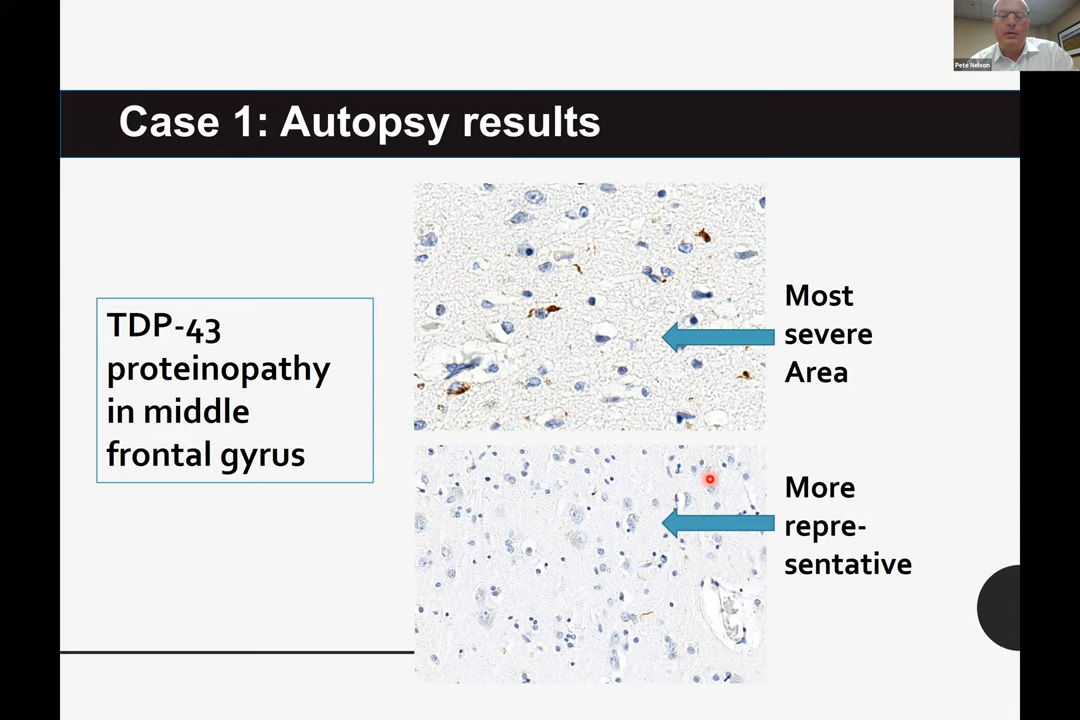 Pete Nelson
Case 1: Autopsy results
TDP-43
proteinopathy
in middle
frontal gyrus
Most
severe
Area
More
repre-
sentative